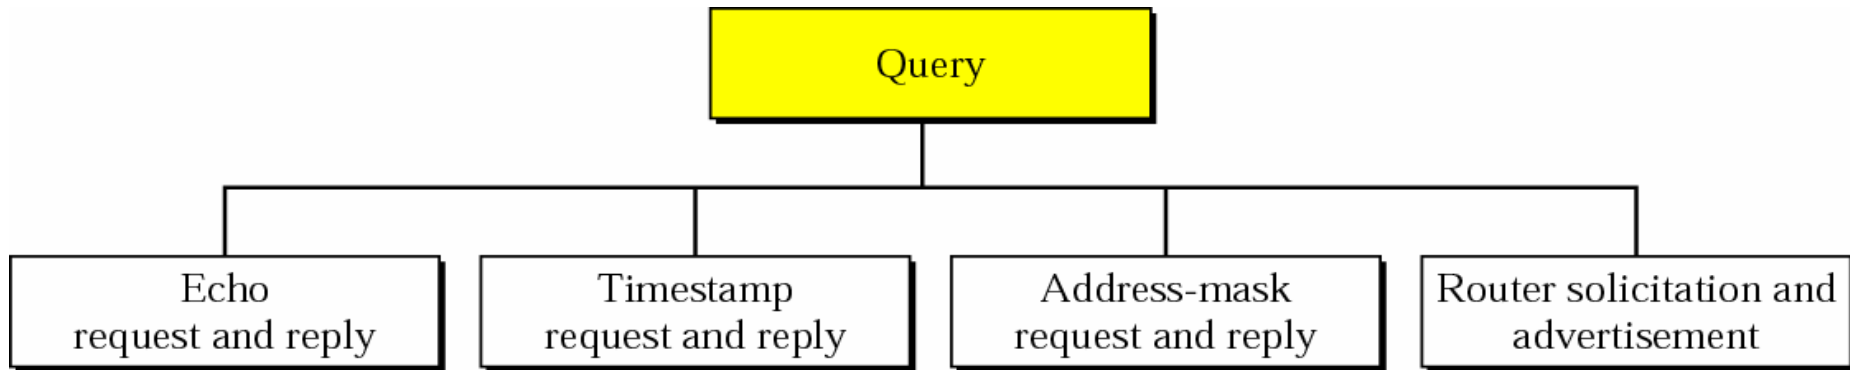 Query
Echo
request and reply
Timestamp
request and reply
Address-mask
request and reply
Router solicitation and
advertisement